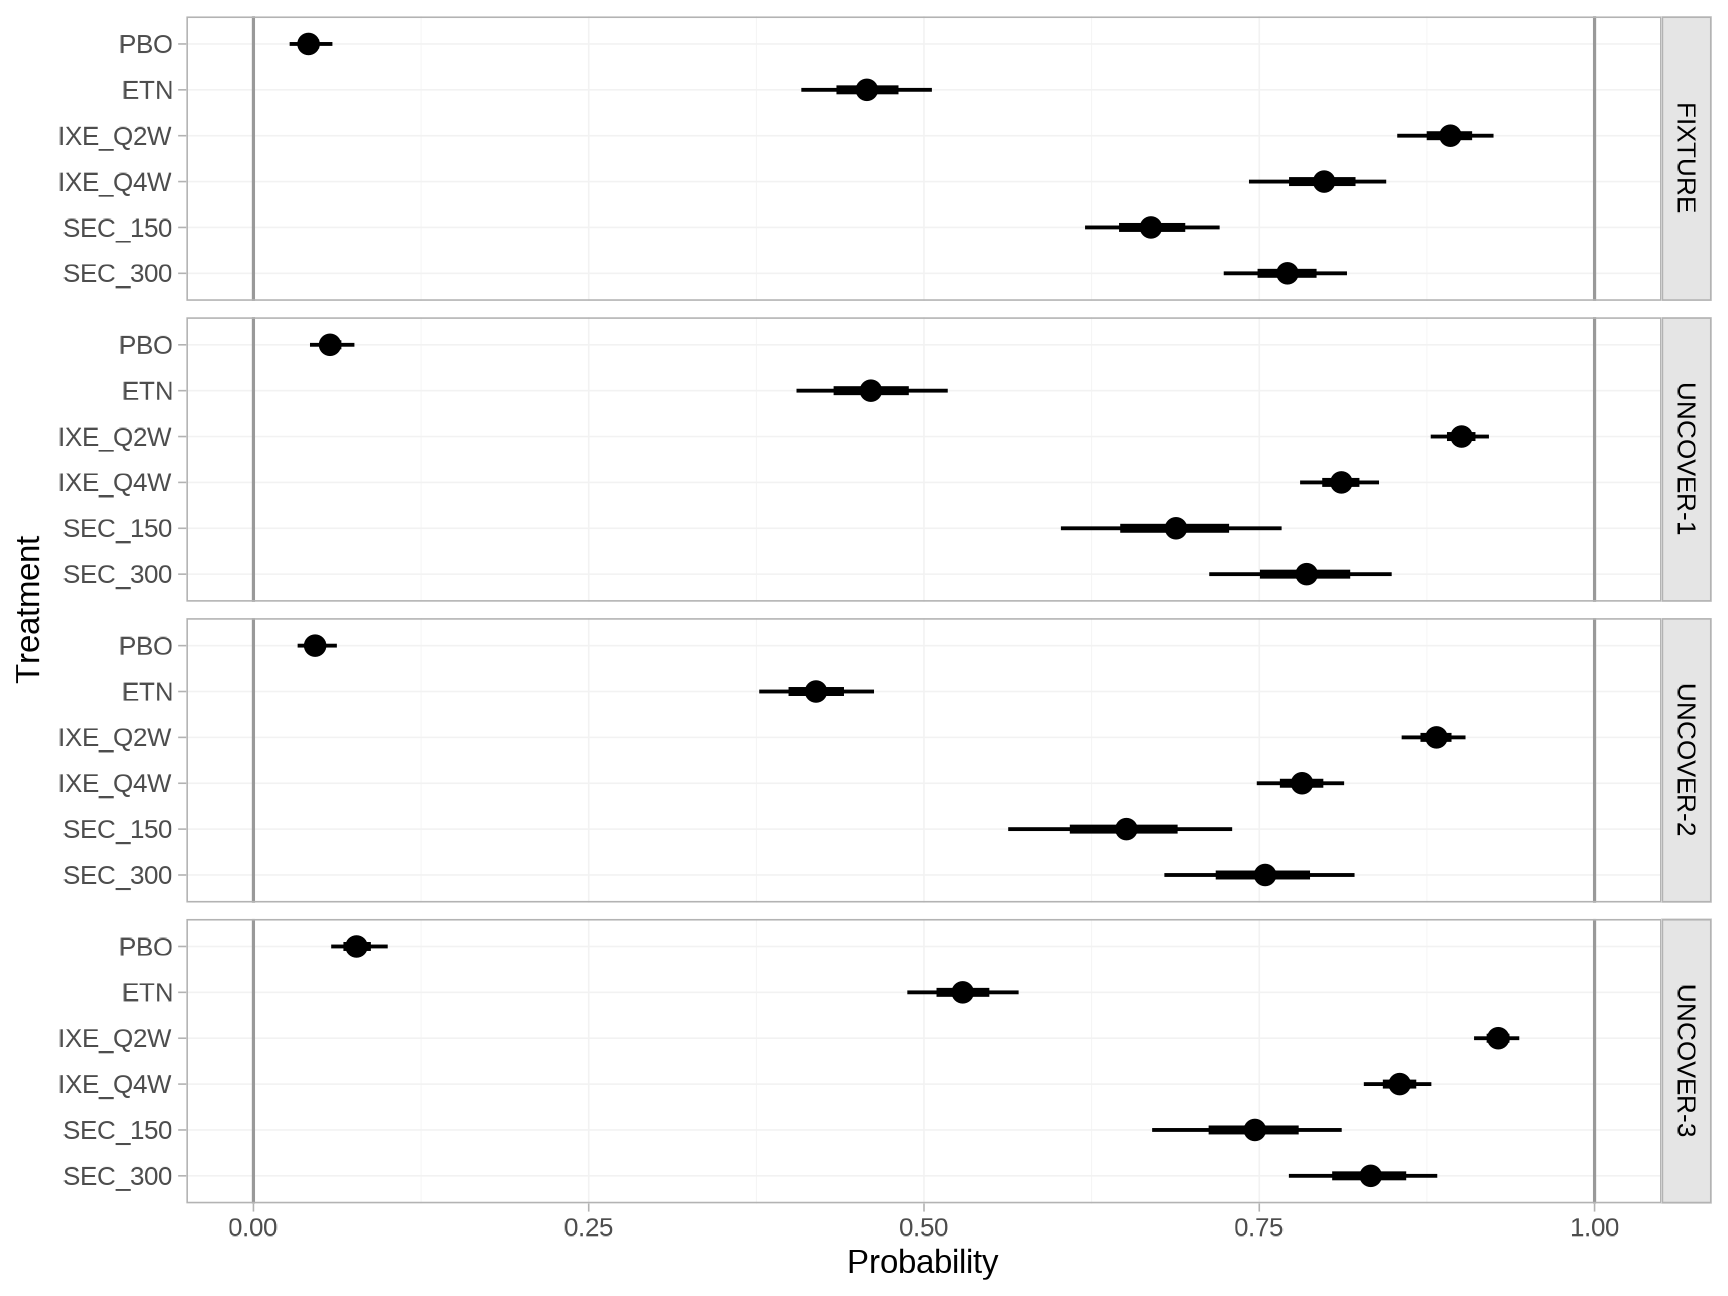 PBO
ETN
IXE_Q2W
IXE_Q4W
SEC_150
SEC_300
FIXTURE
PBO
ETN
IXE_Q2W
IXE_Q4W
SEC_150
SEC_300
UNCOVER-1
PBO
ETN
IXE_Q2W
IXE_Q4W
SEC_150
SEC_300
UNCOVER-2
PBO
ETN
IXE_Q2W
IXE_Q4W
SEC_150
SEC_300
UNCOVER-3
Treatment
0.00 0.25 0.50 0.75 1.00
Probability